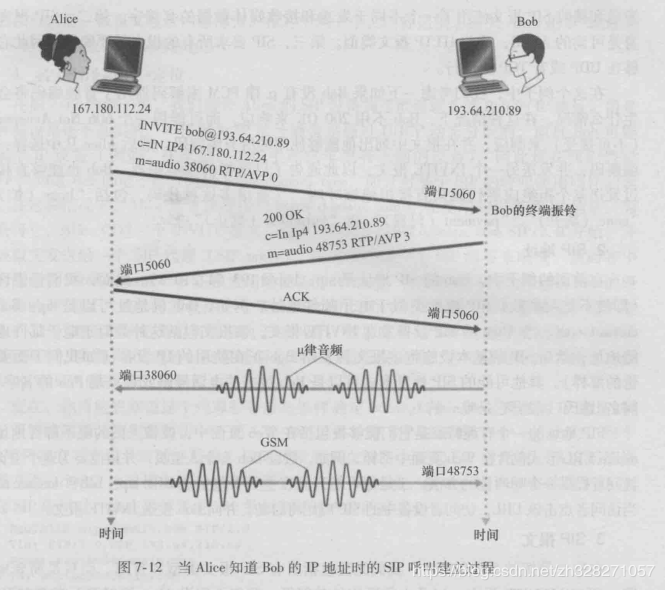 Alice
Bob
167.180.112.24
193.64.210.89
INVITE bob@193.64.210.89
c=IN IP4 167.180.112.24
m=audio 38060 RTP/AVP 0
端口5060
Bob的终端振铃
200 OK
c=In Ip4 193.64.210.89
m=audio 48753 RTP/AVP 3
端口5060
ACK
端口5060
μ律音频
端口38060
GSM
端口48753
时间
时间
图 7-12 当 Alice 知道 Bob 的 IP 地址时的 SIP 呼叫建立过程
https://blog.csdn.net/zh328271057